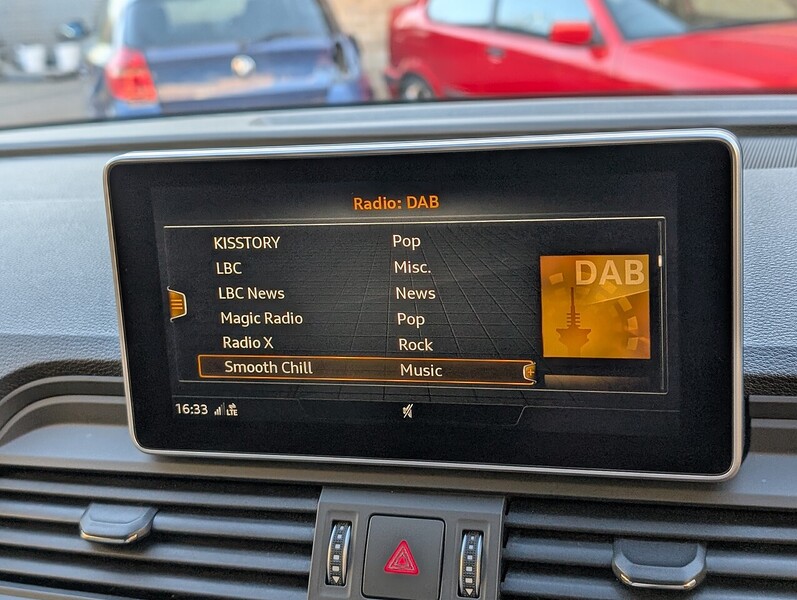 Radio: DAB
KISSTORY Pop
LBC Misc.
LBC News News
Magic Radio Pop
Radio X Rock
Smooth Chill Music
DAB
16:33 LTE